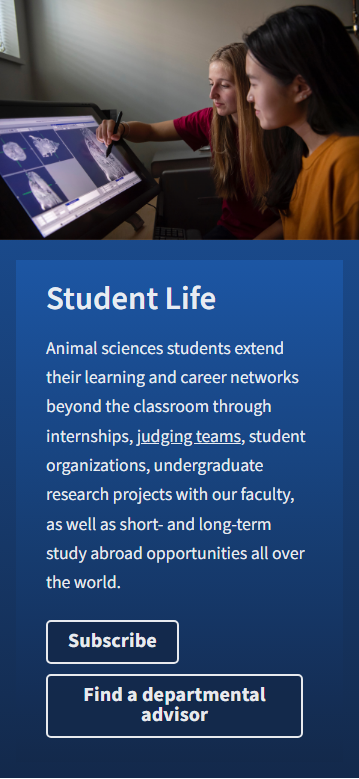 Student Life
Animal sciences students extend
their learning and career networks
beyond the classroom through
internships, judging teams, student
organizations, undergraduate
research projects with our faculty,
as well as short- and long-term
study abroad opportunities all over
the world.
Subscribe
Find a departmental
advisor